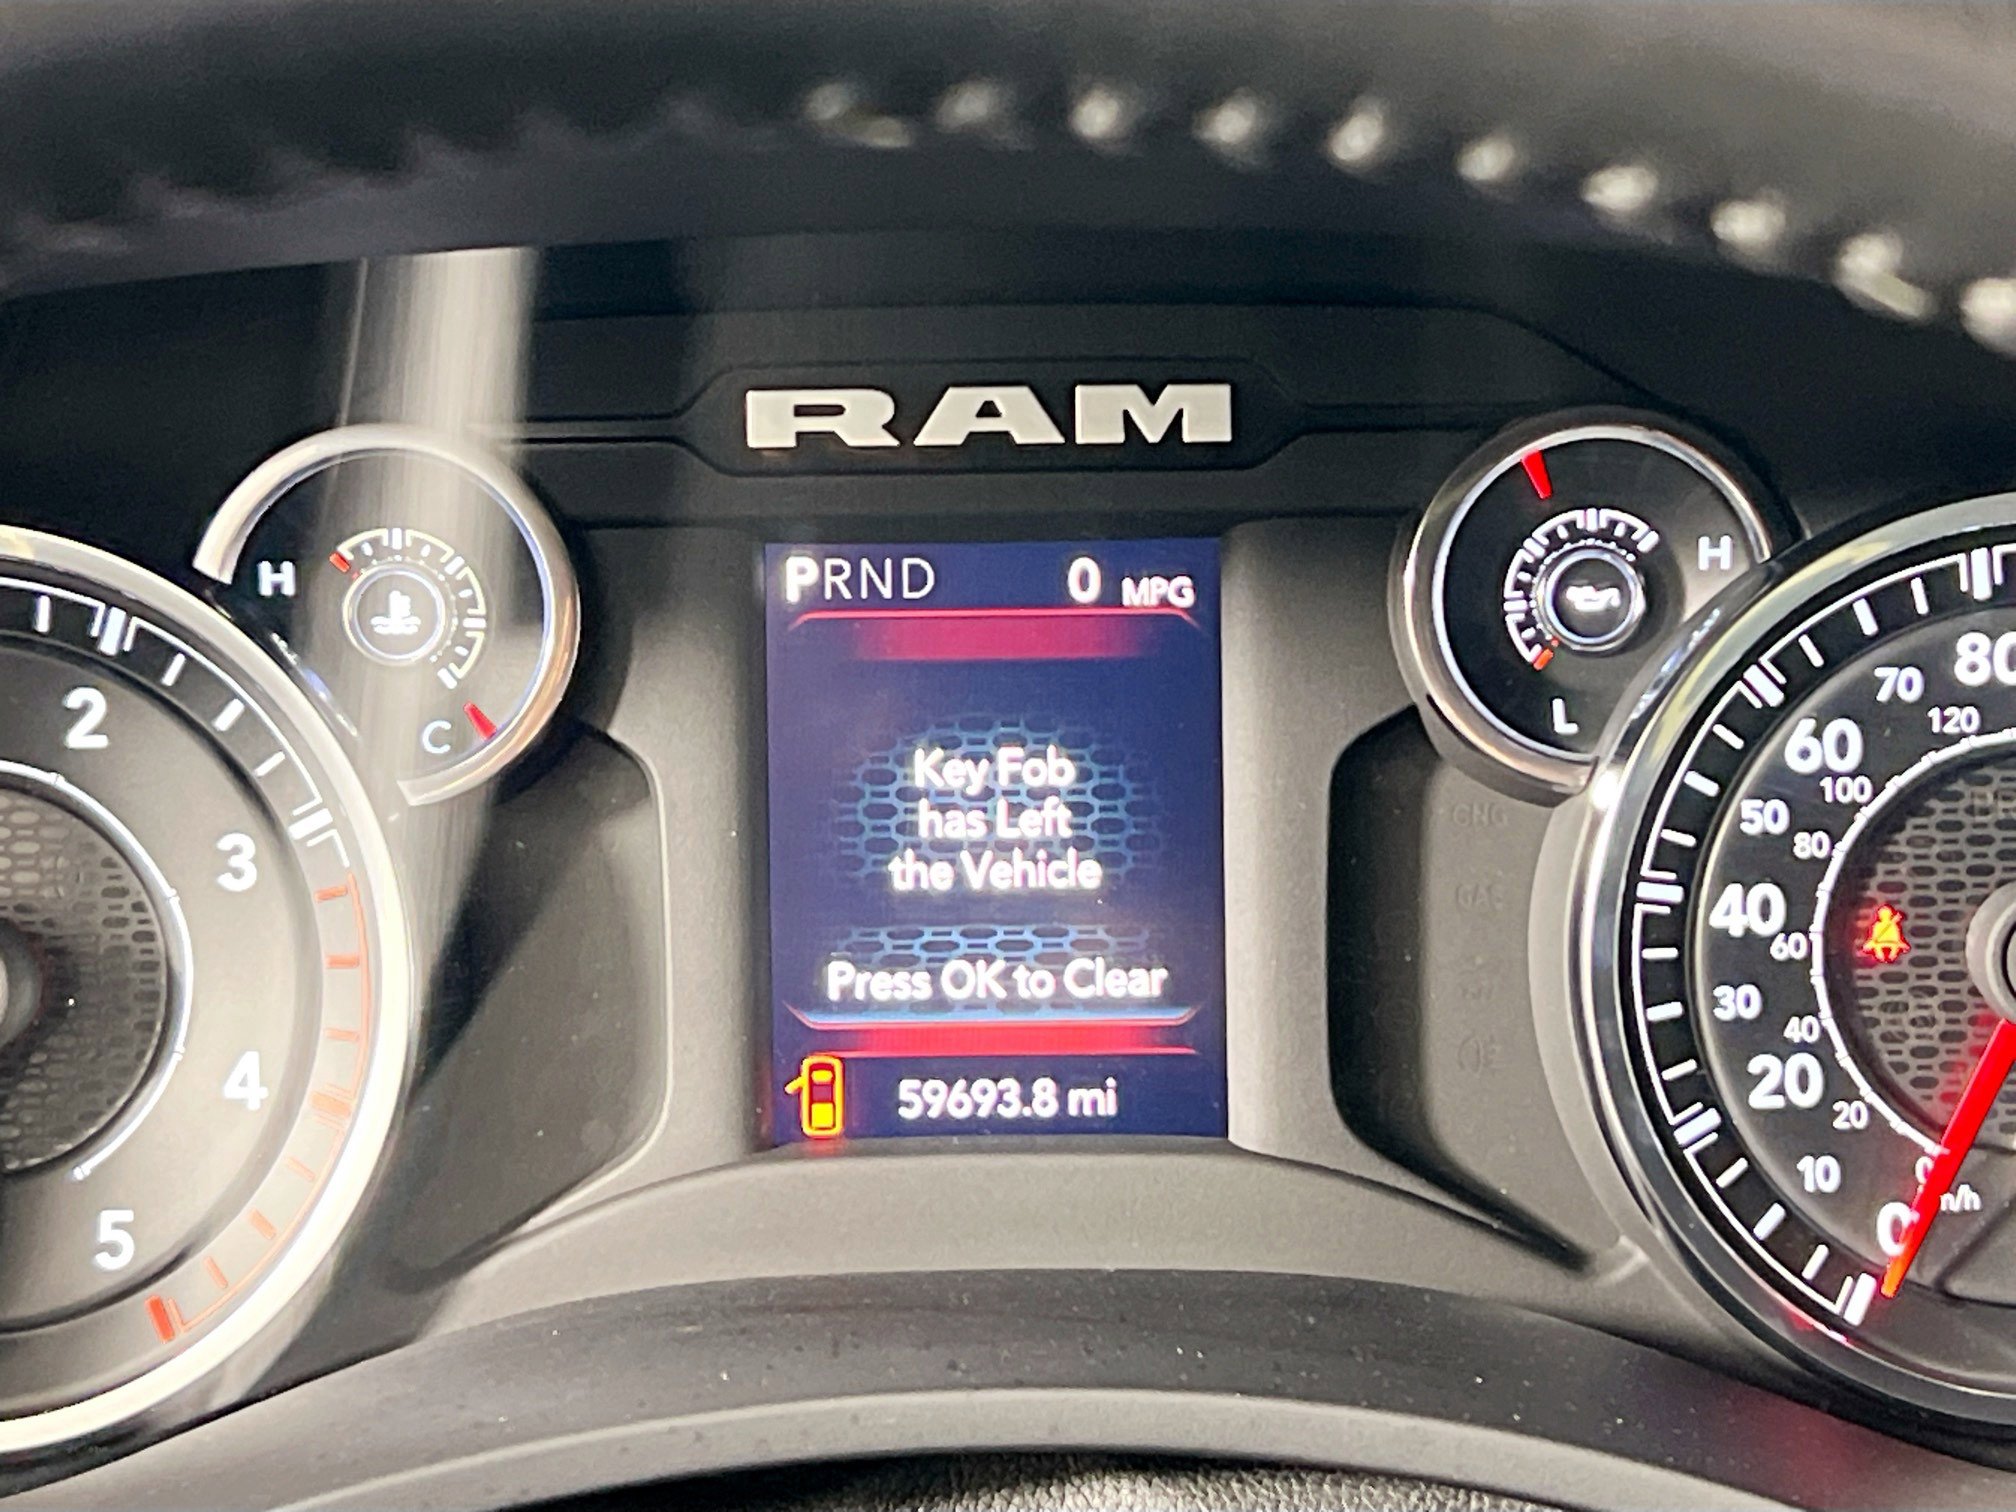 RAM
PRND 0 MPG
H
C
H
L
Key Fob
has Left
the Vehicle
Press OK to Clear
59693.8 mi
2
3
4
5
80
70
120
60
100
50
80
40
60
30
40
20
20
10
0